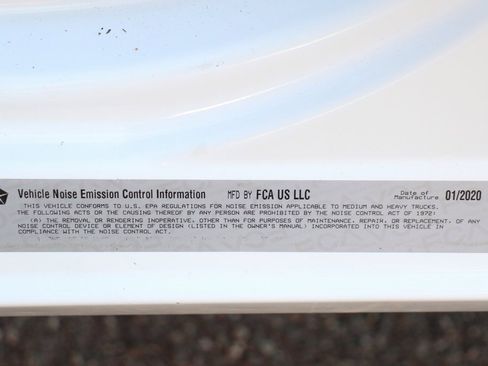 Vehicle Noise Emission Control Information MFD BY FCA US LLC Date of Manufacture 01/2020
THIS VEHICLE CONFORMS TO U.S. EPA REGULATIONS FOR NOISE EMISSION APPLICABLE TO MEDIUM AND HEAVY TRUCKS.
THE FOLLOWING ACTS OR THE CAUSING THEREOF BY ANY PERSON ARE PROHIBITED BY THE NOISE CONTROL ACT OF 1972:
(A) THE REMOVAL OR RENDERING INOPERATIVE, OTHER THAN FOR PURPOSES OF MAINTENANCE, REPAIR, OR REPLACEMENT, OF ANY
NOISE CONTROL DEVICE OR ELEMENT OF DESIGN (LISTED IN THE OWNER'S MANUAL) INCORPORATED INTO THIS VEHICLE IN
COMPLIANCE WITH THE NOISE CONTROL ACT.